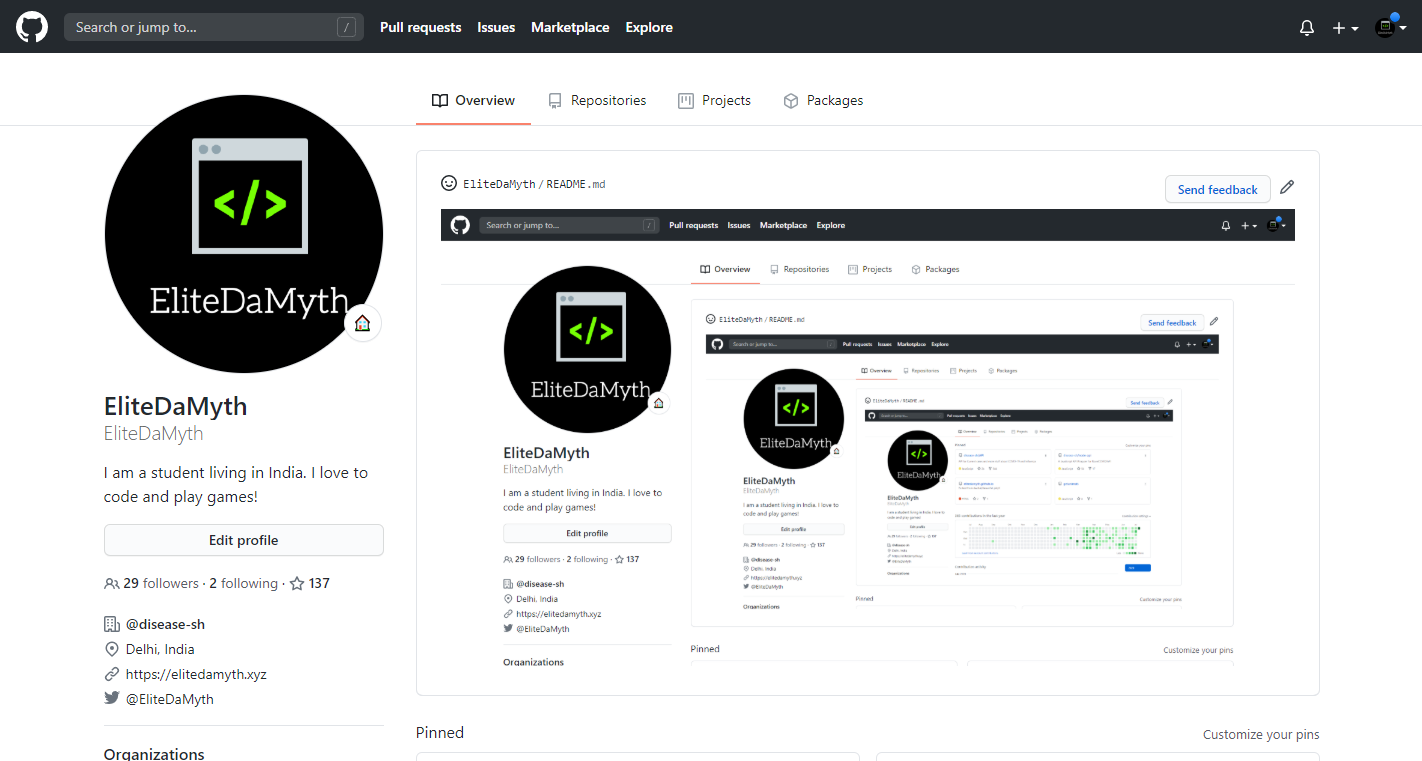 Search or jump to... /
Pull requests Issues Marketplace Explore
Overview Repositories Projects Packages
</>
EliteDaMyth
EliteDaMyth
EliteDaMyth
I am a student living in India. I love to
code and play games!
Edit profile
29 followers · 2 following · 137
@disease-sh
Delhi, India
https://elitedamyth.xyz
@EliteDaMyth
Organizations
EliteDaMyth / README.md
Send feedback
Search or jump to... /
Pull requests Issues Marketplace Explore
Overview Repositories Projects Packages
</>
EliteDaMyth
EliteDaMyth
EliteDaMyth
I am a student living in India. I love to
code and play games!
Edit profile
29 followers · 2 following · 137
@disease-sh
Delhi, India
https://elitedamyth.xyz
@EliteDaMyth
Organizations
EliteDaMyth / README.md
Send feedback
Search or jump to... /
Pull requests Issues Marketplace Explore
Overview Repositories Projects Packages
</>
EliteDaMyth
EliteDaMyth
EliteDaMyth
I am a student living in India. I love to
code and play games!
Edit profile
29 followers · 2 following · 137
@disease-sh
Delhi, India
https://elitedamyth.xyz
@EliteDaMyth
Organizations
EliteDaMyth / README.md
Send feedback
</>
EliteDaMyth
EliteDaMyth
Pinned
Customize your pins
Pinned
Customize your pins
Pinned
Customize your pins